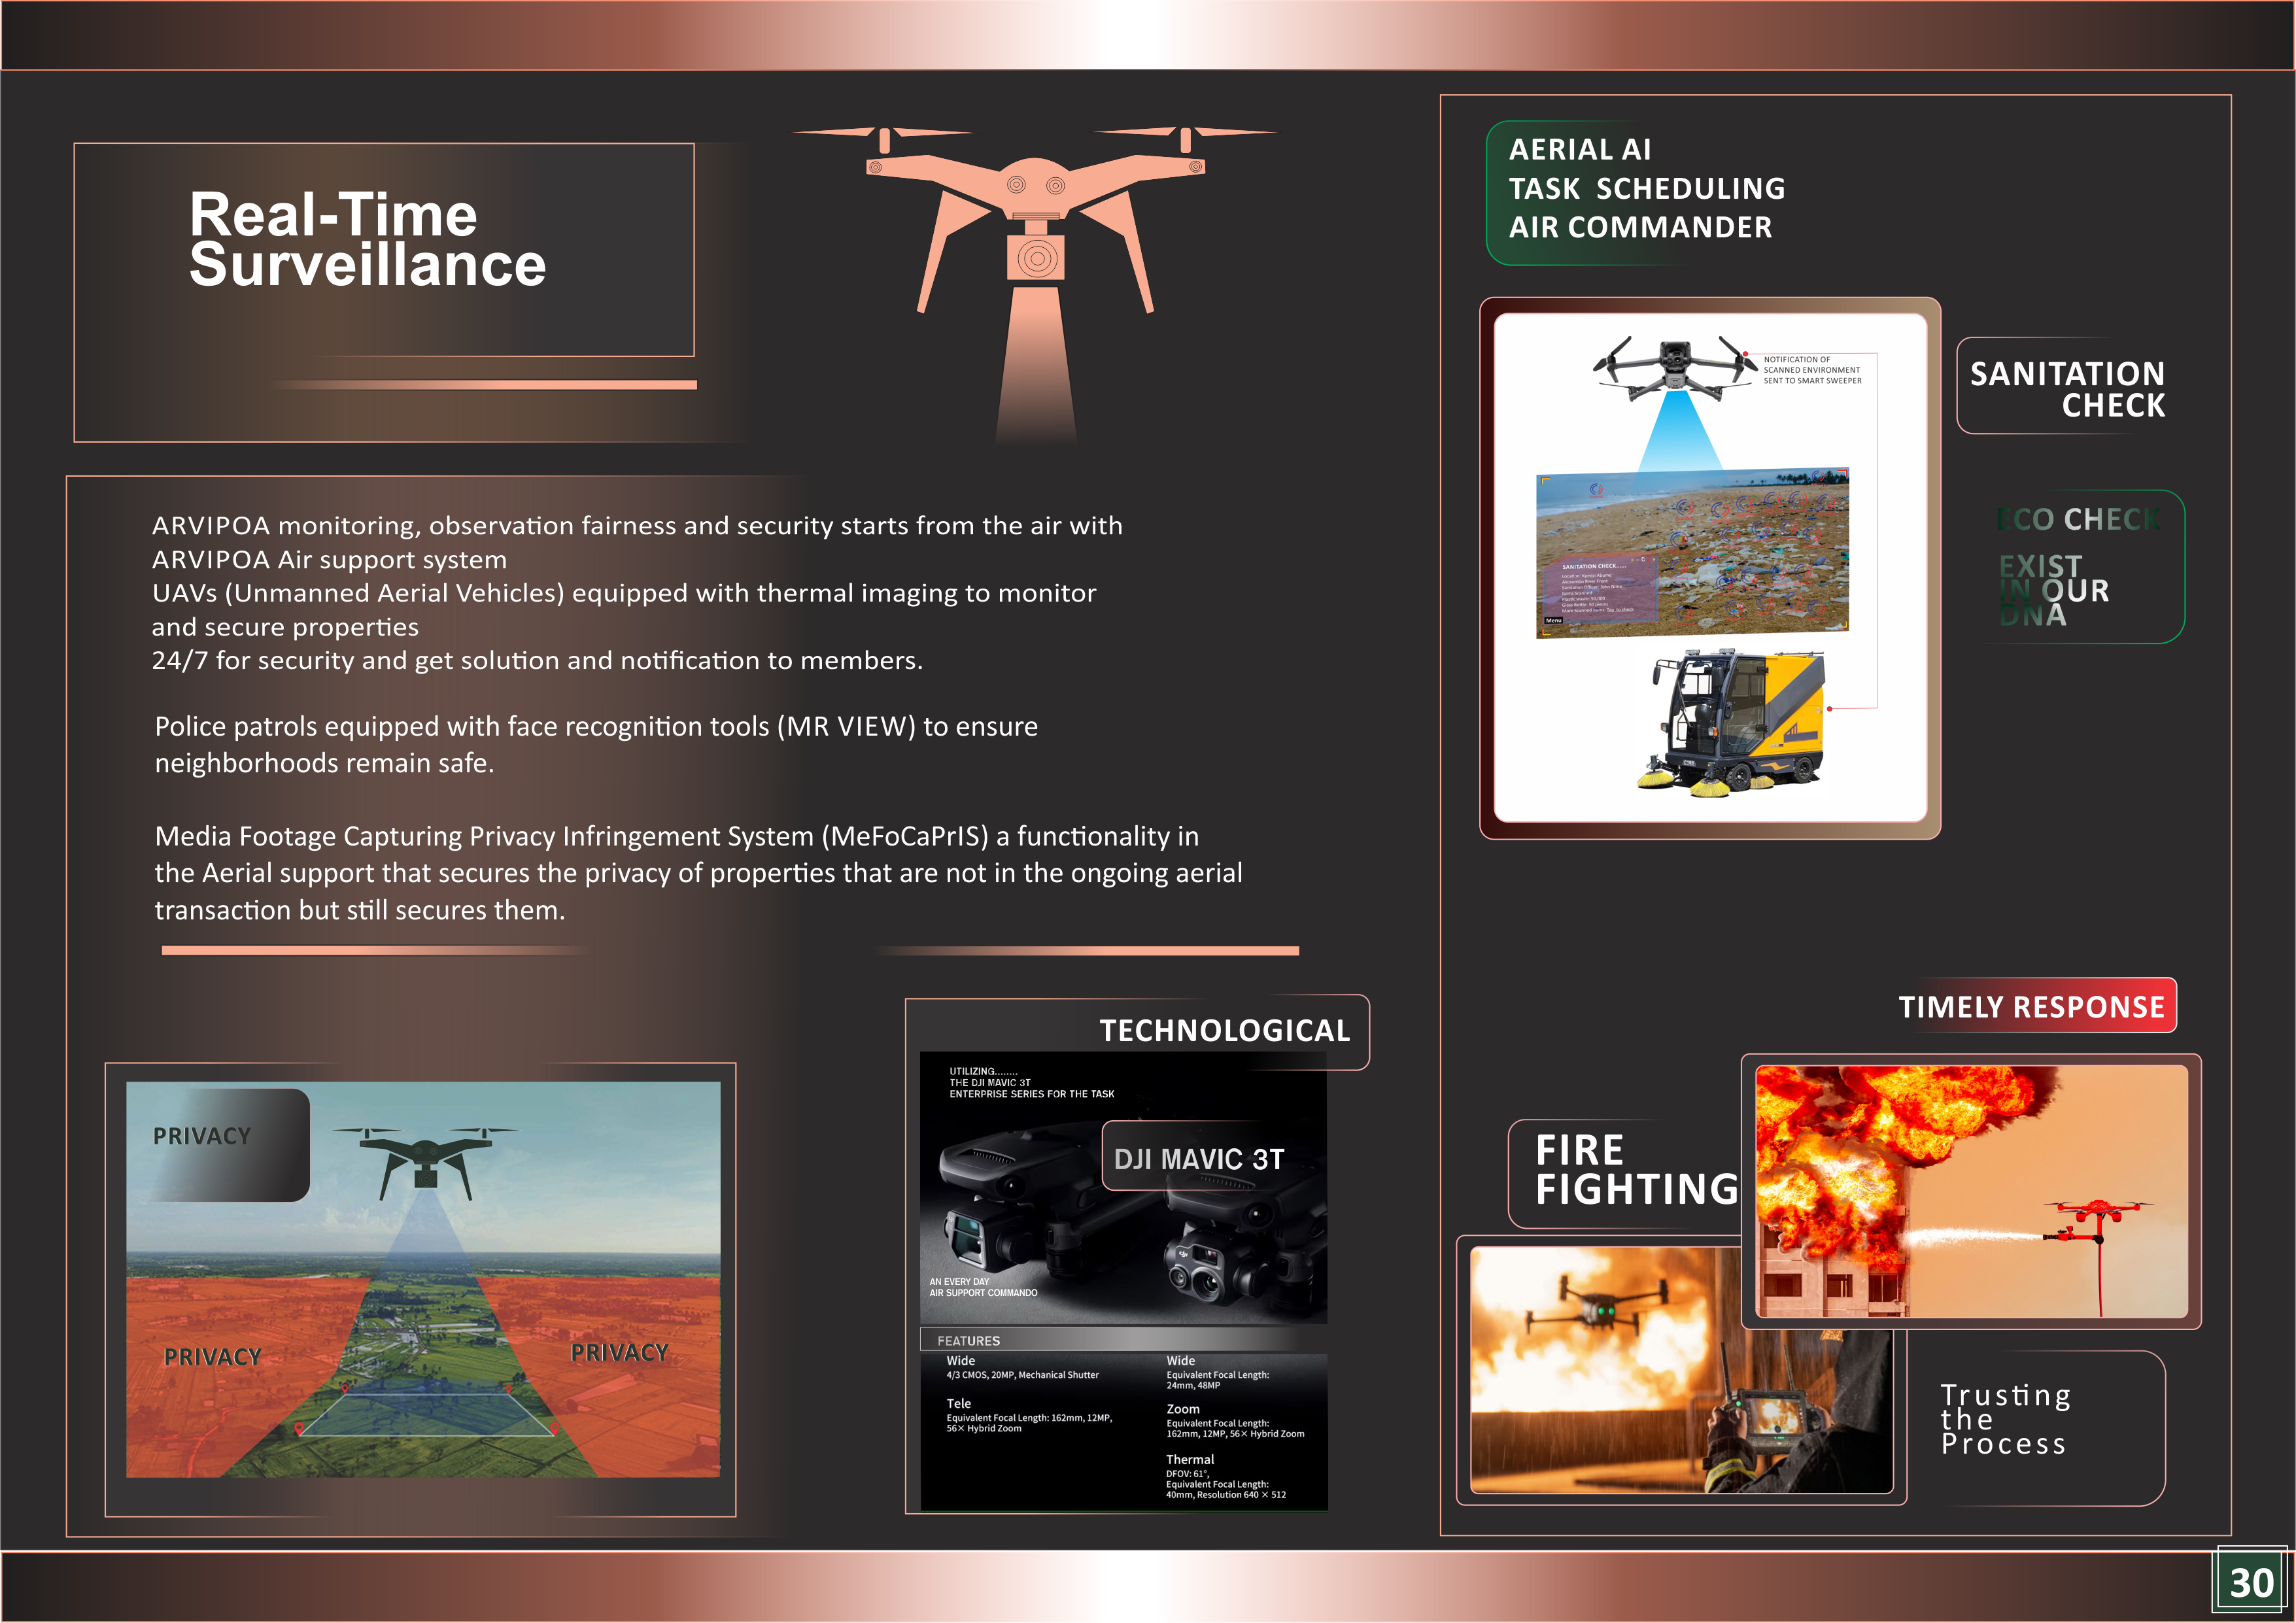 Real-Time
Surveillance
ARVIPOA monitoring, observation fairness and security starts from the air with
ARVIPOA Air support system
UAVs (Unmanned Aerial Vehicles) equipped with thermal imaging to monitor
and secure properties
24/7 for security and get solution and notification to members.
Police patrols equipped with face recognition tools (MR VIEW) to ensure
neighborhoods remain safe.
Media Footage Capturing Privacy Infringement System (MeFoCaPrIS) a functionality in
the Aerial support that secures the privacy of properties that are not in the ongoing aerial
transaction but still secures them.
PRIVACY
PRIVACY
PRIVACY
TECHNOLOGICAL
UTILIZING........
THE DJI MAVIC 3T
ENTERPRISE SERIES FOR THE TASK
DJI MAVIC 3T
AN EVERY DAY
AIR SUPPORT COMMANDO
FEATURES
Wide
4/3 CMOS, 20MP, Mechanical Shutter
Tele
Equivalent Focal Length: 162mm, 12MP,
56× Hybrid Zoom
Wide
Equivalent Focal Length:
24mm, 48MP
Zoom
Equivalent Focal Length:
162mm, 12MP, 56× Hybrid Zoom
Thermal
DFOV: 61°,
Equivalent Focal Length:
40mm, Resolution 640 × 512
AERIAL AI
TASK SCHEDULING
AIR COMMANDER
NOTIFICATION OF
SCANNED ENVIRONMENT
SENT TO SMART SWEEPER
SANITATION CHECK......
Menu
SANITATION
CHECK
ECO CHECK
EXIST
IN OUR
DNA
TIMELY RESPONSE
FIRE
FIGHTING
Trusting
the
Process
30